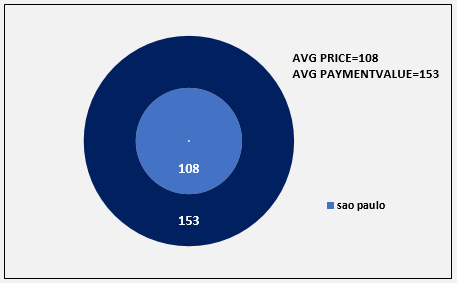 AVG PRICE=108
AVG PAYMENTVALUE=153
108
153
sao paulo